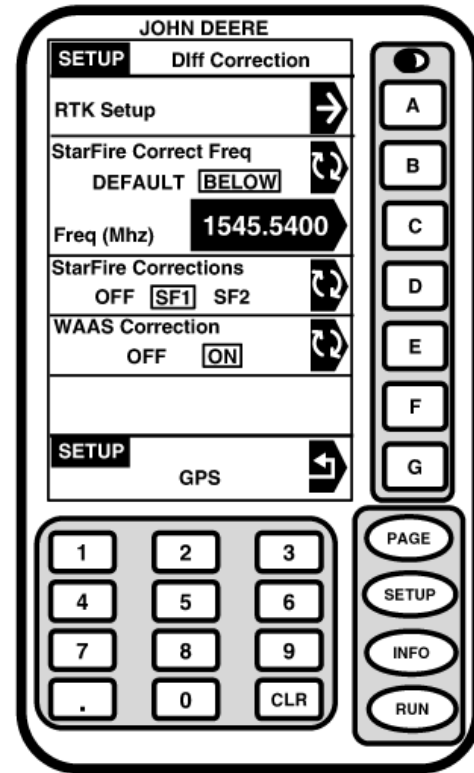 JOHN DEERE
SETUP DIff Correction
RTK Setup
StarFire Correct Freq
DEFAULT BELOW
Freq (Mhz) 1545.5400
StarFire Corrections
OFF SF1 SF2
WAAS Correction
OFF ON
SETUP
GPS
A
B
C
D
E
F
G
PAGE
SETUP
INFO
RUN
1 2 3
4 5 6
7 8 9
. 0 CLR